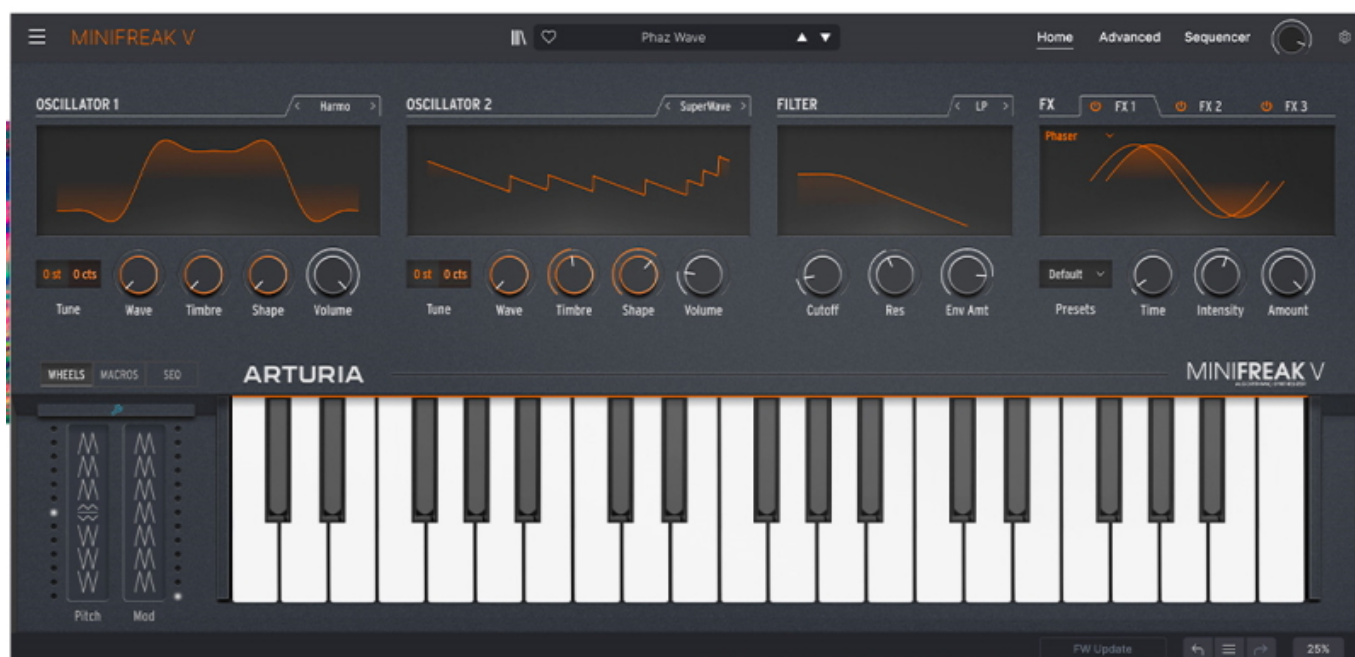 MINIFREAK V
Phaz Wave
Home Advanced Sequencer
OSCILLATOR 1 Harmo
OSCILLATOR 2 SuperWave
FILTER LP
FX FX 1 FX 2 FX 3
Phaser
0 st 0 cts
Tune Wave Timbre Shape Volume
0 st 0 cts
Tune Wave Timbre Shape Volume
Cutoff Res Env Amt
Default
Presets Time Intensity Amount
WHEELS MACROS SEQ
ARTURIA
MINIFREAK V
Pitch Mod
FW Update
25%